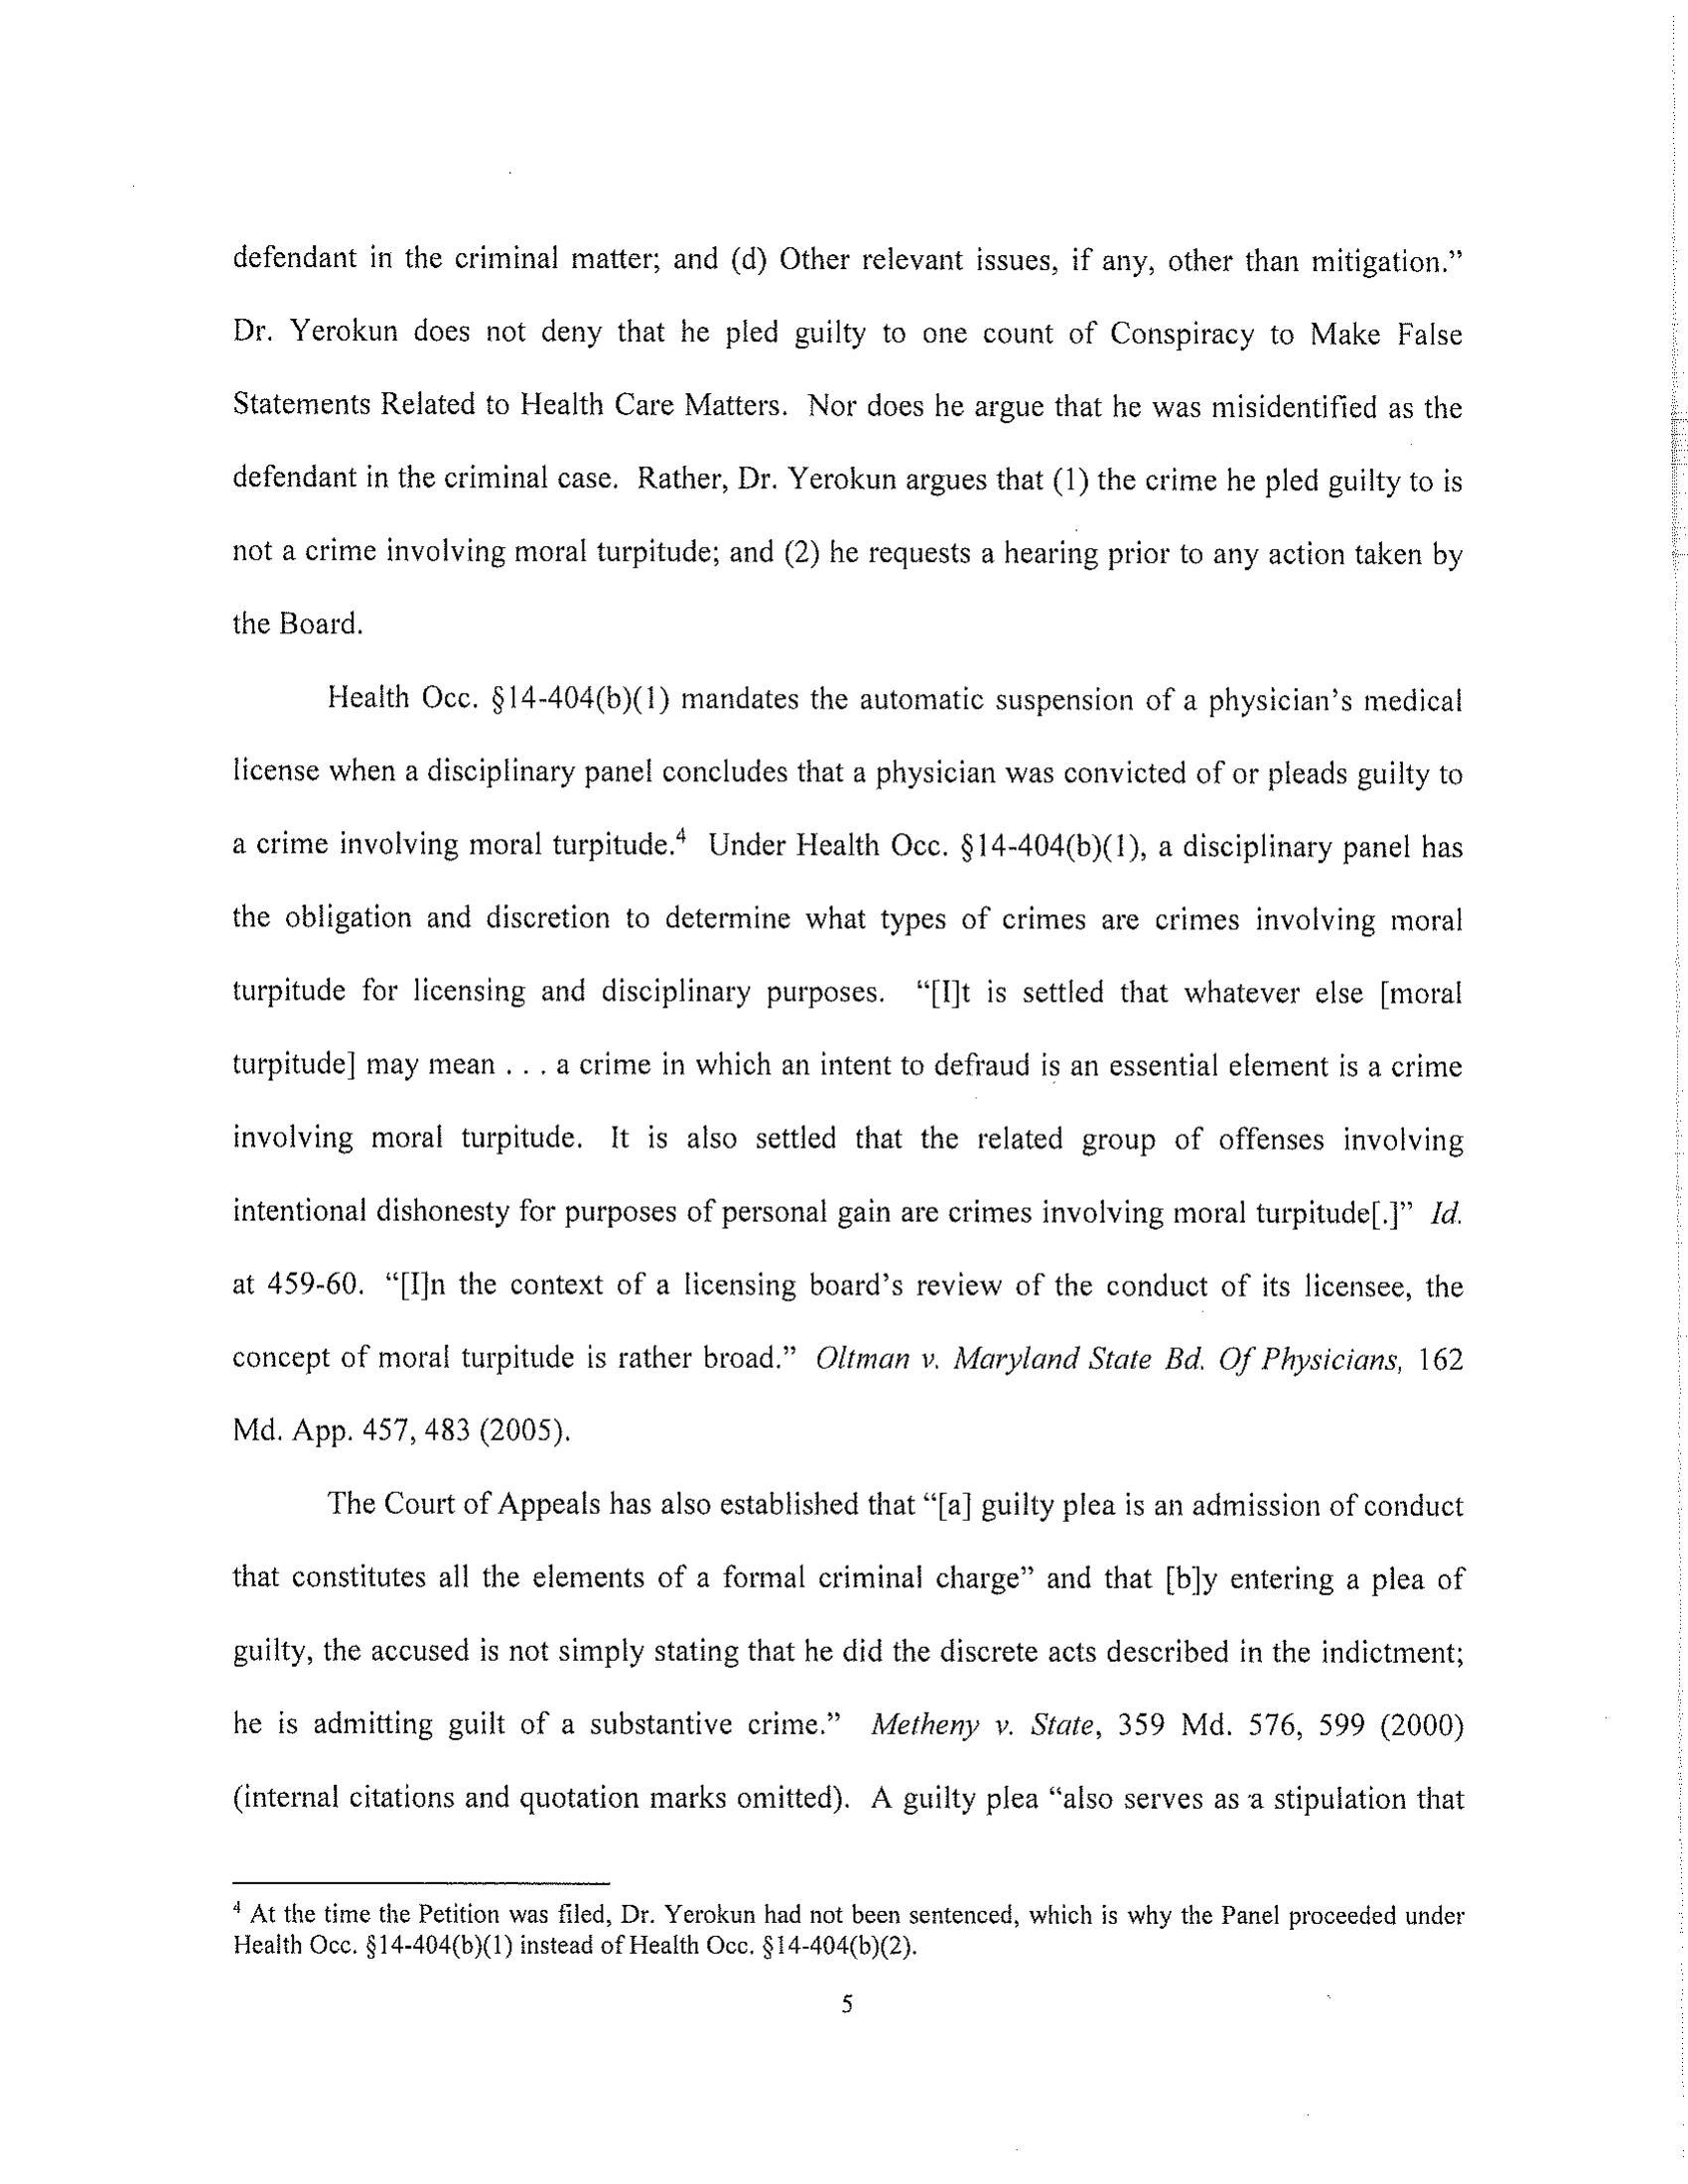 defendant in the criminal matter; and (d) Other relevant issues, if any, other than mitigation.”
Dr. Yerokun does not deny that he pled guilty to one count of Conspiracy to Make False
Statements Related to Health Care Matters. Nor does he argue that he was misidentified as the
defendant in the criminal case. Rather, Dr. Yerokun argues that (1) the crime he pled guilty to is
not a crime involving moral turpitude; and (2) he requests a hearing prior to any action taken by
the Board.
Health Occ. §14-404(b)(1) mandates the automatic suspension of a physician’s medical
license when a disciplinary panel concludes that a physician was convicted of or pleads guilty to
a crime involving moral turpitude.4 Under Health Occ. §14-404(b)(1), a disciplinary panel has
the obligation and discretion to determine what types of crimes are crimes involving moral
turpitude for licensing and disciplinary purposes. “[I]t is settled that whatever else [moral
turpitude] may mean . . . a crime in which an intent to defraud is an essential element is a crime
involving moral turpitude. It is also settled that the related group of offenses involving
intentional dishonesty for purposes of personal gain are crimes involving moral turpitude[.]” Id.
at 459-60. “[I]n the context of a licensing board’s review of the conduct of its licensee, the
concept of moral turpitude is rather broad.” Oltman v. Maryland State Bd. Of Physicians, 162
Md. App. 457, 483 (2005).
The Court of Appeals has also established that “[a] guilty plea is an admission of conduct
that constitutes all the elements of a formal criminal charge” and that [b]y entering a plea of
guilty, the accused is not simply stating that he did the discrete acts described in the indictment;
he is admitting guilt of a substantive crime.” Metheny v. State, 359 Md. 576, 599 (2000)
(internal citations and quotation marks omitted). A guilty plea “also serves as a stipulation that
4 At the time the Petition was filed, Dr. Yerokun had not been sentenced, which is why the Panel proceeded under
Health Occ. §14-404(b)(1) instead of Health Occ. §14-404(b)(2).
5